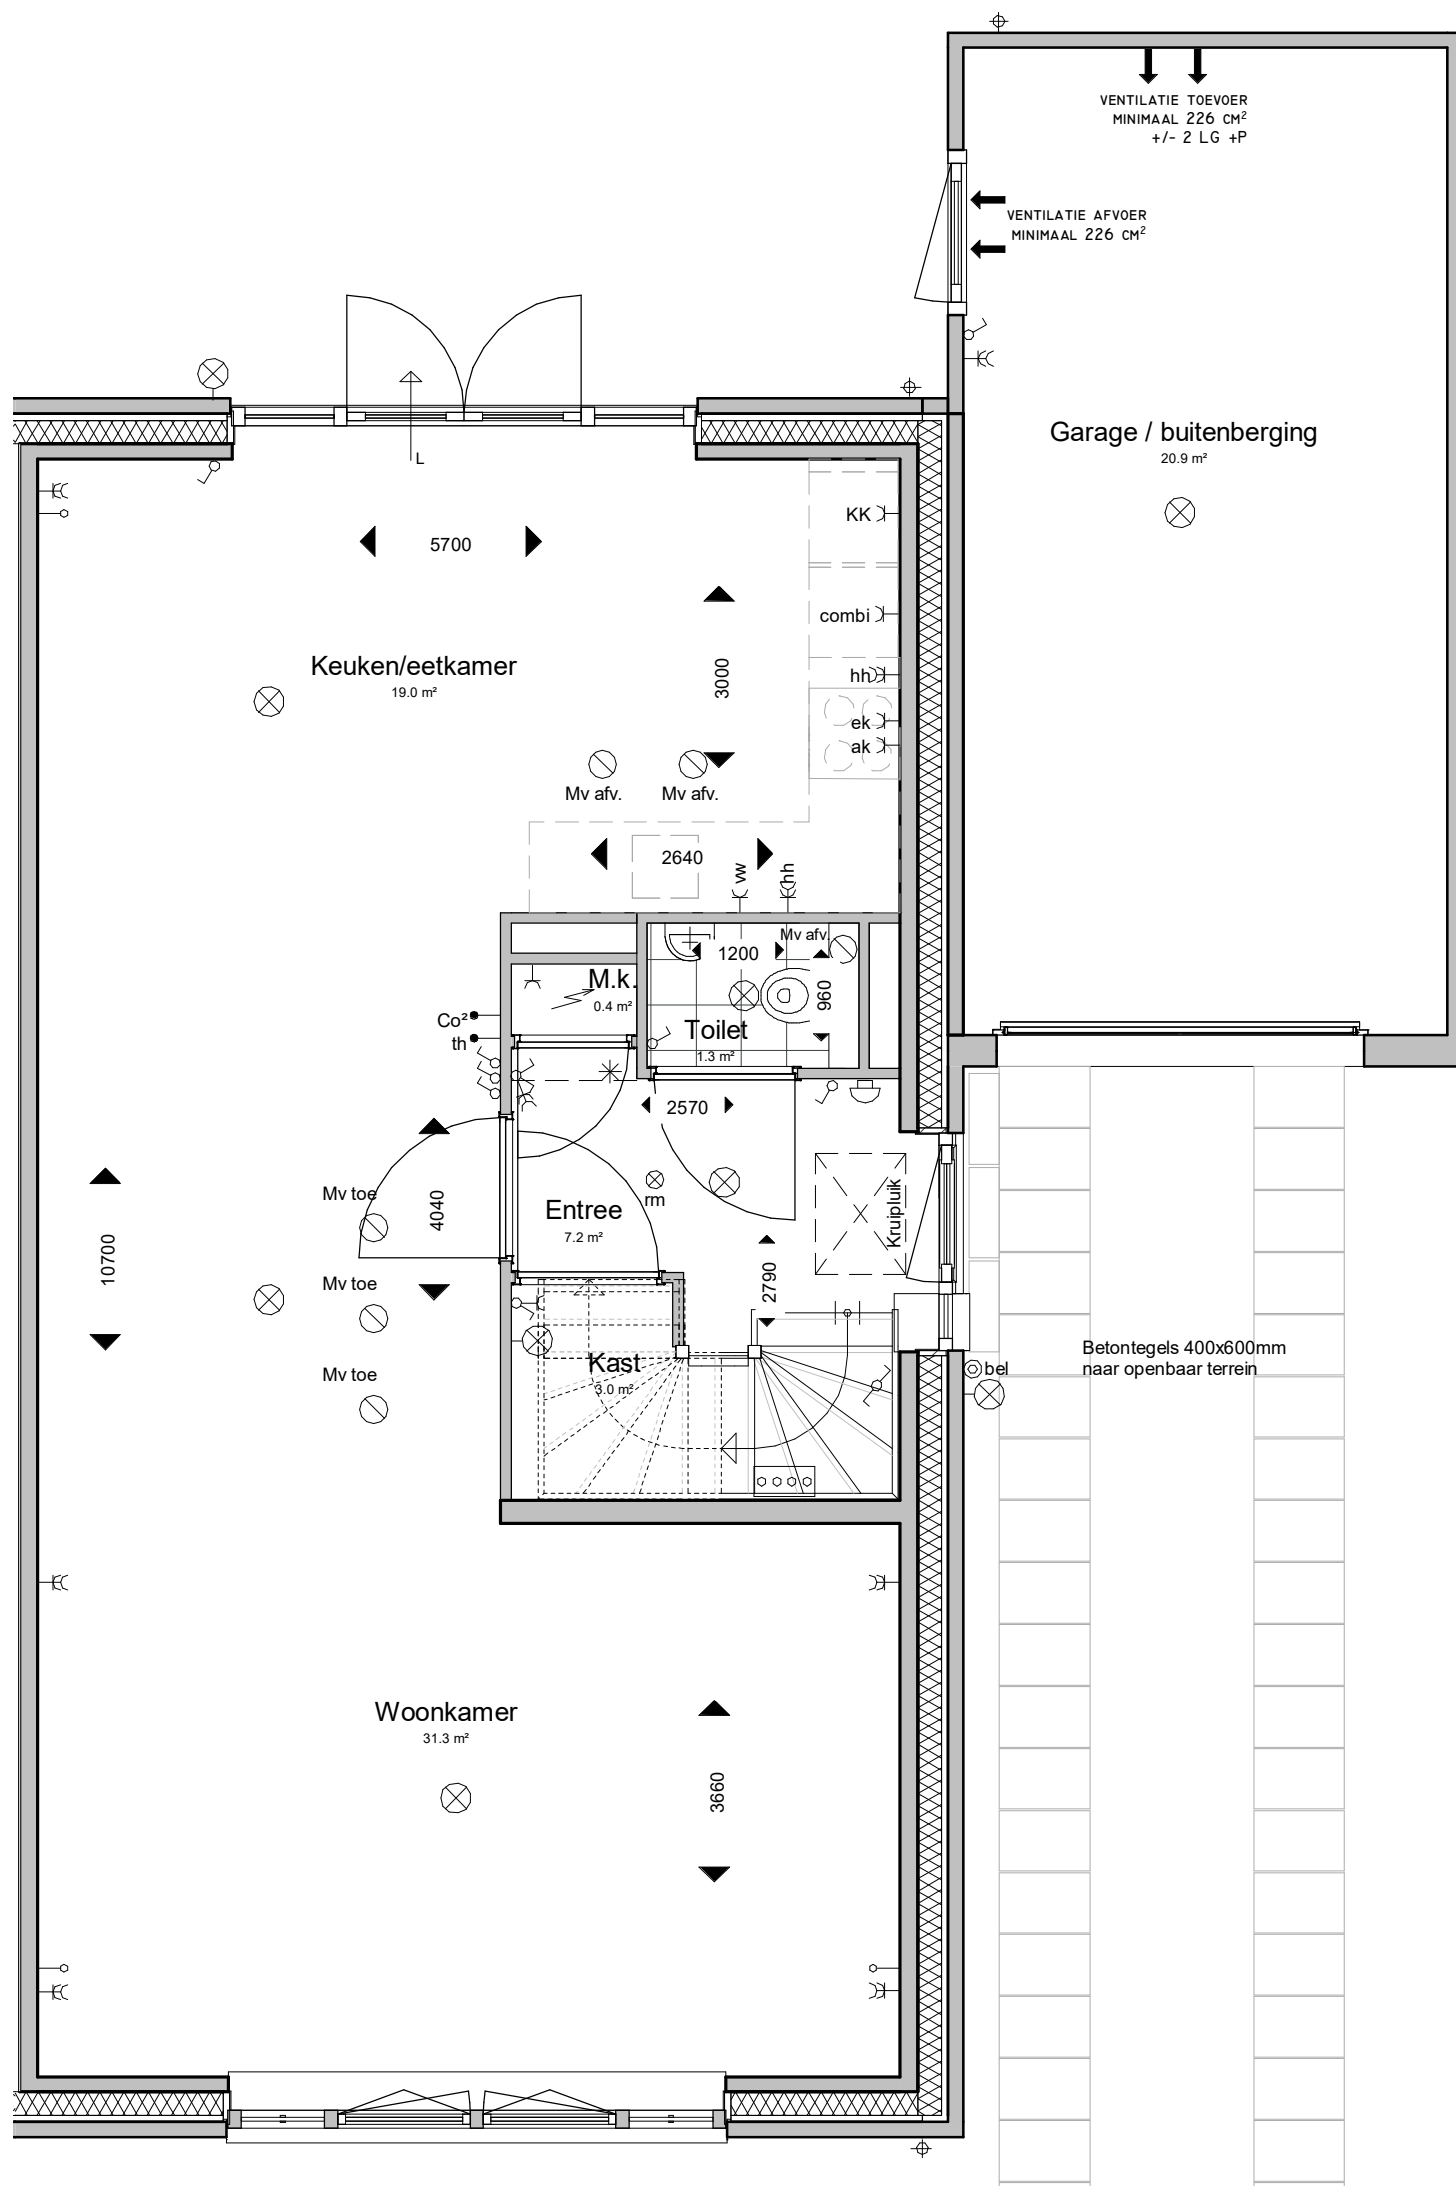 VENTILATIE TOEVOER
MINIMAAL 226 CM²
+/- 2 LG +P
VENTILATIE AFVOER
MINIMAAL 226 CM²
Garage / buitenberging
20.9 m²
L
KK
5700
combi
3000
Keuken/eetkamer
19.0 m²
hh
ek
ak
Mv afv.
Mv afv.
2640
vw
hh
Mv afv.
1200
960
M.k.
0.4 m²
Co²
th
Toilet
1.3 m²
2570
Mv toe
4040
10700
rm
Entree
7.2 m²
Kruipluik
2790
Mv toe
Mv toe
Kast
3.0 m²
bel
Betontegels 400x600mm
naar openbaar terrein
Woonkamer
31.3 m²
3660